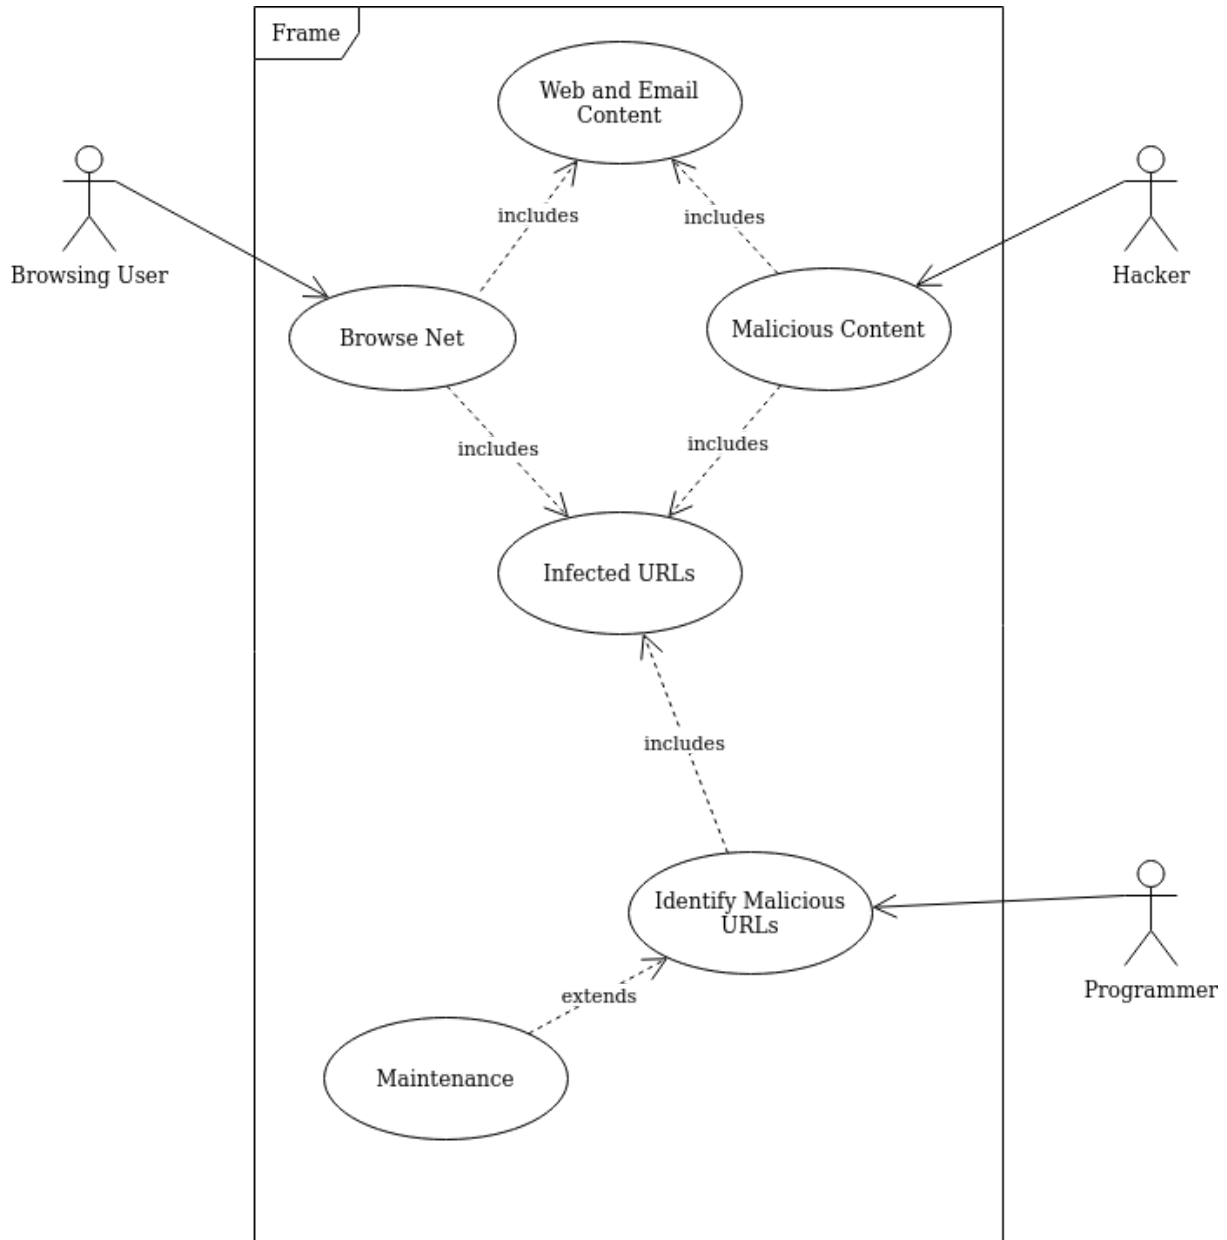 Frame
Web and Email
Content
includes
includes
Browsing User
Hacker
Browse Net
Malicious Content
includes
includes
Infected URLs
includes
Identify Malicious
URLs
Programmer
extends
Maintenance